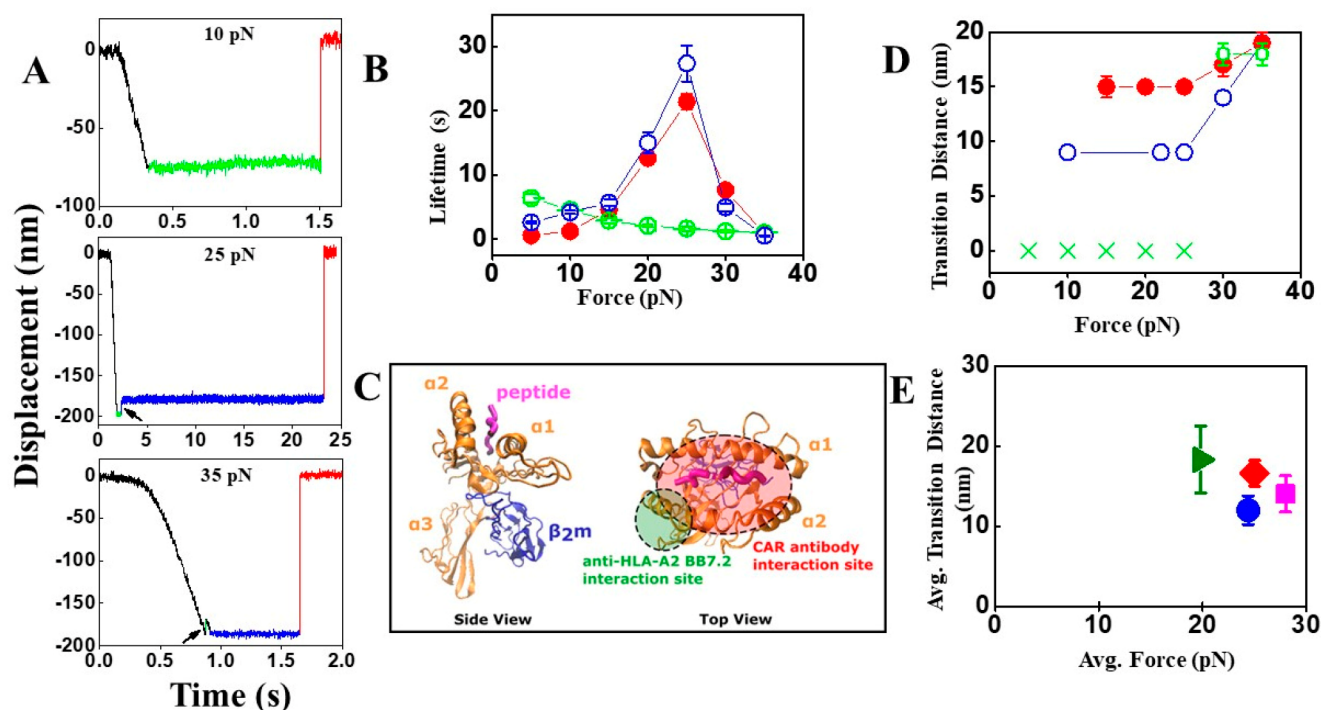 A
Displacement (nm)
10 pN
0
-50
-100
0.0
0.5
1.0
1.5
25 pN
0
-50
-100
-150
-200
0
5
10
15
20
25
35 pN
0
-50
-100
-150
-200
0.0
0.5
1.0
1.5
2.0
Time (s)
B
Lifetime (s)
30
20
10
0
0
10
20
30
40
Force (pN)
C
α2
peptide
α1
α3
β2m
Side View
α1
α2
anti-HLA-A2 BB7.2
interaction site
CAR antibody
interaction site
Top View
D
Transition Distance (nm)
20
15
10
5
0
0
10
20
30
40
Force (pN)
E
Avg. Transition Distance
(nm)
30
20
10
0
10
20
30
Avg. Force (pN)